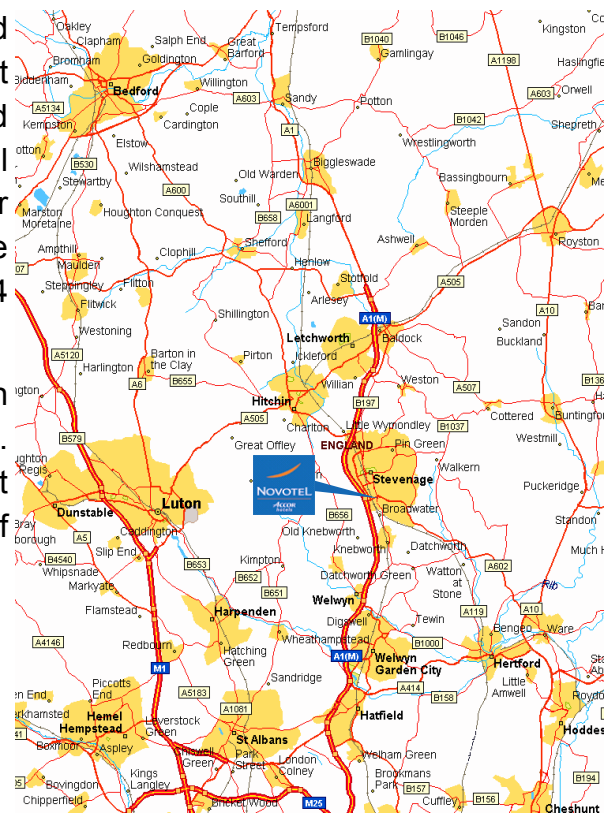 Oakley
Clapham
Salph End
Great
Barford
Tempsford
B1040
B1046
Kingston
Bromham
Goldington
Gamlingay
A1198
Haslingfie
Biddenham
Bedford
Willington
A603
Sandy
Potton
A603
Orwell
A5134
Kempston
Cople
Cardington
A1
B1042
Shepreth
Elstow
Wrestlingworth
B530
Wilshamstead
Biggleswade
Stewartby
A600
Old Warden
Bassingbourn
Marston
Moretaine
Houghton Conquest
Southill
A6001
B658
Langford
Steeple
Morden
Ampthill
Clophill
Shefford
Ashwell
Royston
Maulden
Henlow
Steppingley
Flitton
Stotfold
A505
Flitwick
Arlesey
Shillington
A1(M)
A10
Westoning
Letchworth
Baldock
Sandon
Buckland
A5120
Barton in
the Clay
Pirton
Ickleford
Harlington
A6
B655
Willian
Weston
A507
B136
Hitchin
B197
A505
Charlton
Little Wymondley
Cottered
Buntingfor
B1037
B579
Great Offley
ENGLAND
Pin Green
Westmill
Walkern
Stevenage
NOVOTEL
ACCOR
hotels
Puckeridge
Luton
Dunstable
B656
Broadwater
Standon
Caddington
Old Knebworth
A5
Slip End
Knebworth
Datchworth
Much H
B4540
B653
Kimpton
A602
Whipsnade
B652
Datchworth Green
Watton
at
Stone
Rib
Markyate
B651
Welwyn
Flamstead
Harpenden
Digswell
Tewin
A119
A10
Bengeo
Ware
A4146
Redbourn
Wheathampstead
B1000
Hatching
Green
A1(M)
Welwyn
Garden City
Hertford
M1
Sandridge
Little
Amwell
Piccotts
End
A5183
A414
B158
Roydo
Hemel
Hempstead
Leverstock
Green
A1081
Hatfield
Hoddes
Boxmoor
Apsley
St Albans
Park
Street
London
Colney
Welham Green
Kings
Langley
Brookmans
Park
B194
Bovingdon
B157
Chipperfield
Bricket Wood
M25
Cuffley
B156
Cheshunt